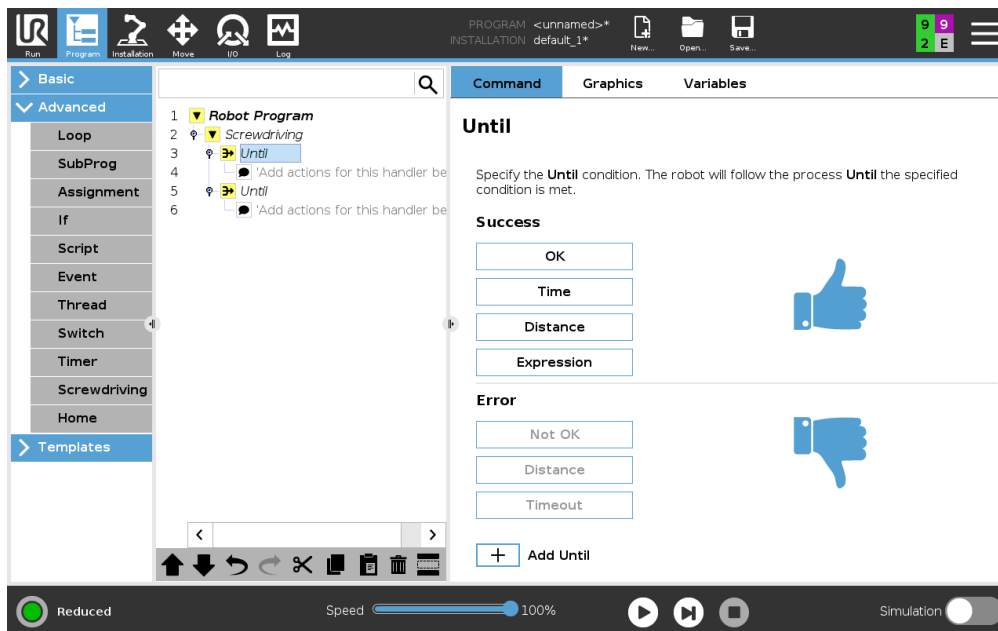 Run
Program
Installation
Move
I/O
Log
PROGRAM <unnamed>*
INSTALLATION default_1*
New...
Open...
Save...
9 9
2 E
Basic
Advanced
Loop
SubProg
Assignment
If
Script
Event
Thread
Switch
Timer
Screwdriving
Home
Templates
1 Robot Program
2 Screwdriving
3 Until
4 'Add actions for this handler be
5 Until
6 'Add actions for this handler be
Command Graphics Variables
Until
Specify the Until condition. The robot will follow the process Until the specified
condition is met.
Success
OK
Time
Distance
Expression
Error
Not OK
Distance
Timeout
Add Until
Reduced
Speed
100%
Simulation